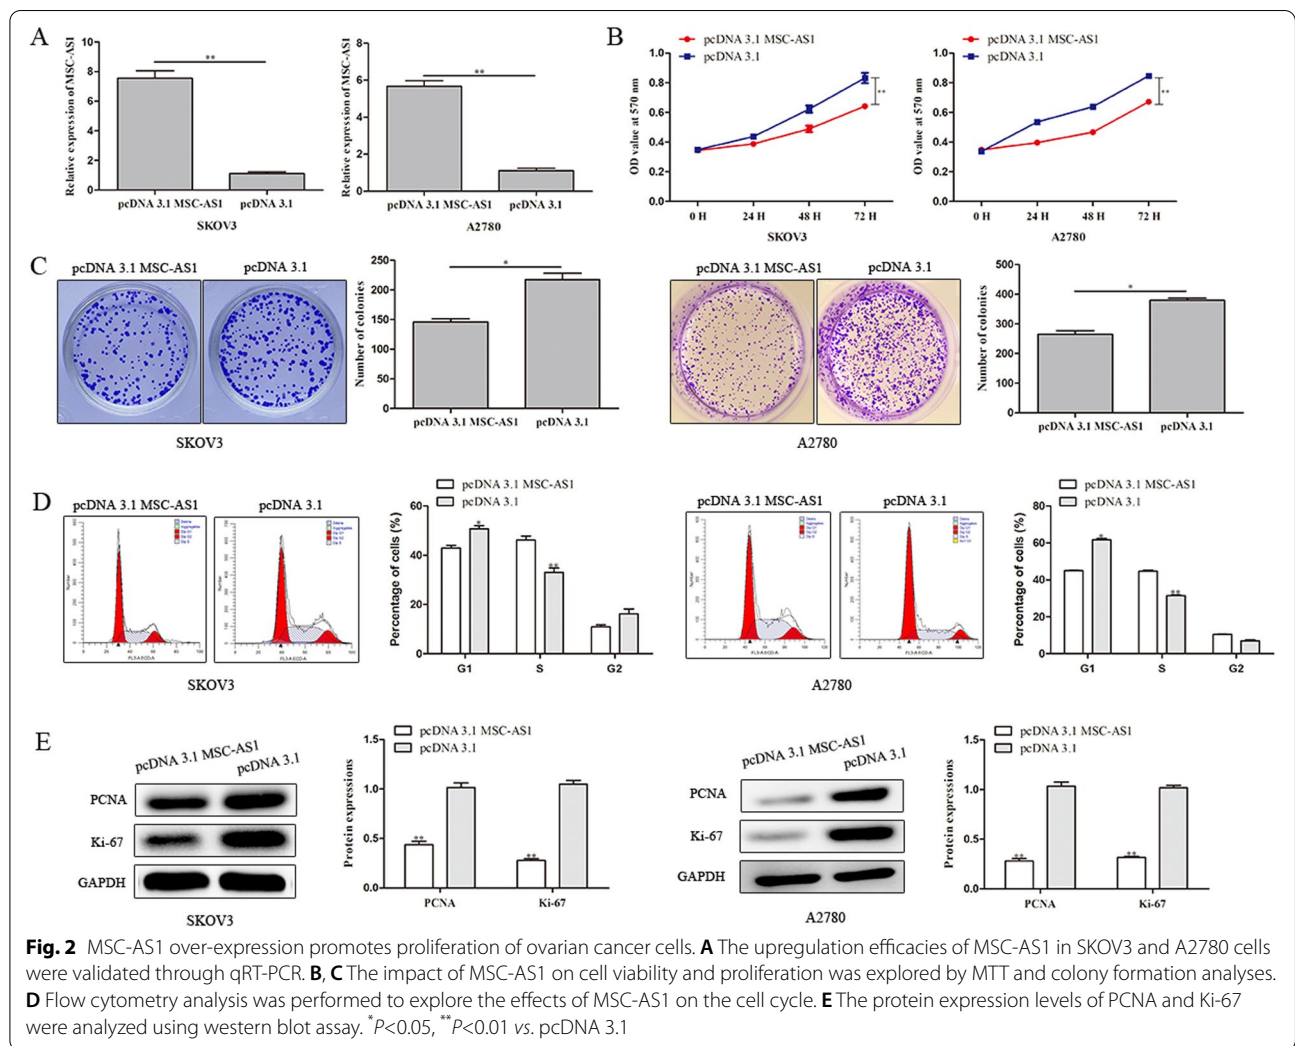 A
Relative expression of MSC-AS1
10
8
6
4
2
0
**
pcDNA 3.1 MSC-AS1
pcDNA 3.1
SKOV3
Relative expression of MSC-AS1
8
6
4
2
0
**
pcDNA 3.1 MSC-AS1
pcDNA 3.1
A2780
B
pcDNA 3.1 MSC-AS1
pcDNA 3.1
OD value at 570 nm
1.0
0.8
0.6
0.4
0.2
0.0
**
0 H
24 H
48 H
72 H
SKOV3
pcDNA 3.1 MSC-AS1
pcDNA 3.1
OD value at 570 nm
1.0
0.8
0.6
0.4
0.2
0.0
**
0 H
24 H
48 H
72 H
A2780
C
pcDNA 3.1 MSC-AS1
pcDNA 3.1
SKOV3
Number of colonies
250
200
150
100
50
0
*
pcDNA 3.1 MSC-AS1
pcDNA 3.1
pcDNA 3.1 MSC-AS1
pcDNA 3.1
A2780
Number of colonies
500
400
300
200
100
0
*
pcDNA 3.1 MSC-AS1
pcDNA 3.1
D
pcDNA 3.1 MSC-AS1
pcDNA 3.1
SKOV3
pcDNA 3.1 MSC-AS1
pcDNA 3.1
Percentage of cells (%)
60
40
20
0
*
**
G1
S
G2
pcDNA 3.1 MSC-AS1
pcDNA 3.1
A2780
pcDNA 3.1 MSC-AS1
pcDNA 3.1
Percentage of cells (%)
80
60
40
20
0
*
**
G1
S
G2
E
pcDNA 3.1 MSC-AS1
pcDNA 3.1
PCNA
Ki-67
GAPDH
SKOV3
pcDNA 3.1 MSC-AS1
pcDNA 3.1
Protein expressions
1.5
1.0
0.5
0.0
**
**
PCNA
Ki-67
pcDNA 3.1 MSC-AS1
pcDNA 3.1
PCNA
Ki-67
GAPDH
A2780
pcDNA 3.1 MSC-AS1
pcDNA 3.1
Protein expressions
1.5
1.0
0.5
0.0
**
**
PCNA
Ki-67
Fig. 2 MSC-AS1 over-expression promotes proliferation of ovarian cancer cells. A The upregulation efficacies of MSC-AS1 in SKOV3 and A2780 cells
were validated through qRT-PCR. B, C The impact of MSC-AS1 on cell viability and proliferation was explored by MTT and colony formation analyses.
D Flow cytometry analysis was performed to explore the effects of MSC-AS1 on the cell cycle. E The protein expression levels of PCNA and Ki-67
were analyzed using western blot assay. *P<0.05, **P<0.01 vs. pcDNA 3.1